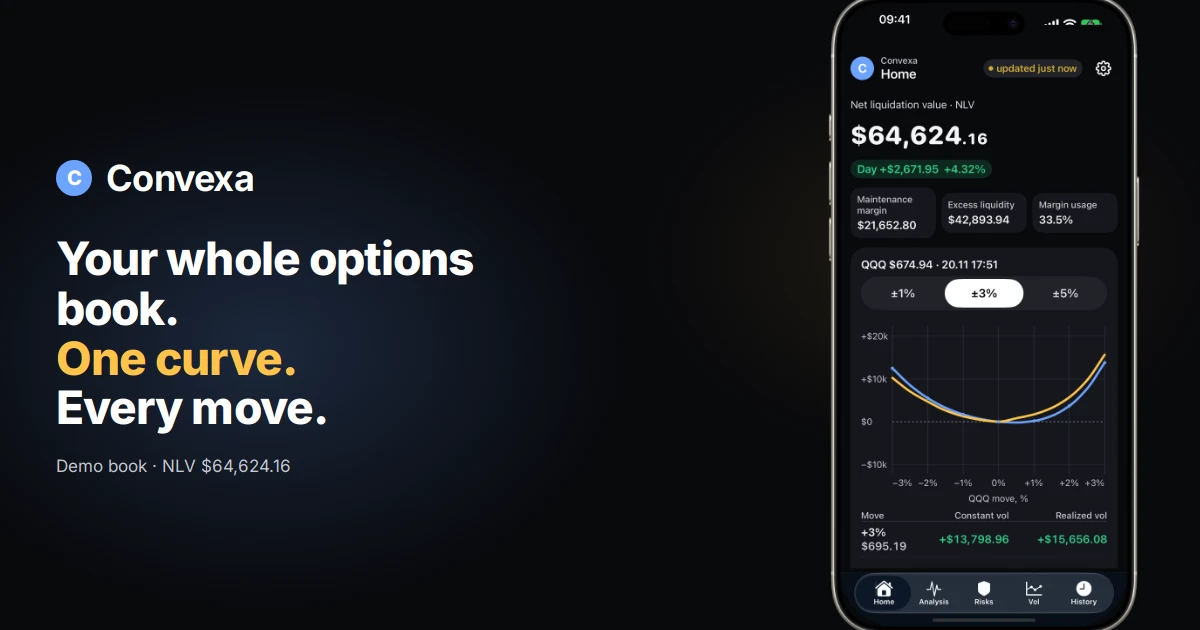 C Convexa
Your whole options
book.
One curve.
Every move.
Demo book · NLV $64,624.16
09:41
C Convexa
Home
updated just now
Net liquidation value · NLV
$64,624.16
Day +$2,671.95 +4.32%
Maintenance
margin
$21,652.80
Excess liquidity
$42,893.94
Margin usage
33.5%
QQQ $674.94 · 20.11 17:51
±1% ±3% ±5%
+$20k
+$10k
$0
−$10k
−3% −2% −1% 0% +1% +2% +3%
QQQ move, %
Move Constant vol Realized vol
+3%
$695.19 +$13,798.96 +$15,656.08
Home Analysis Risks Vol History